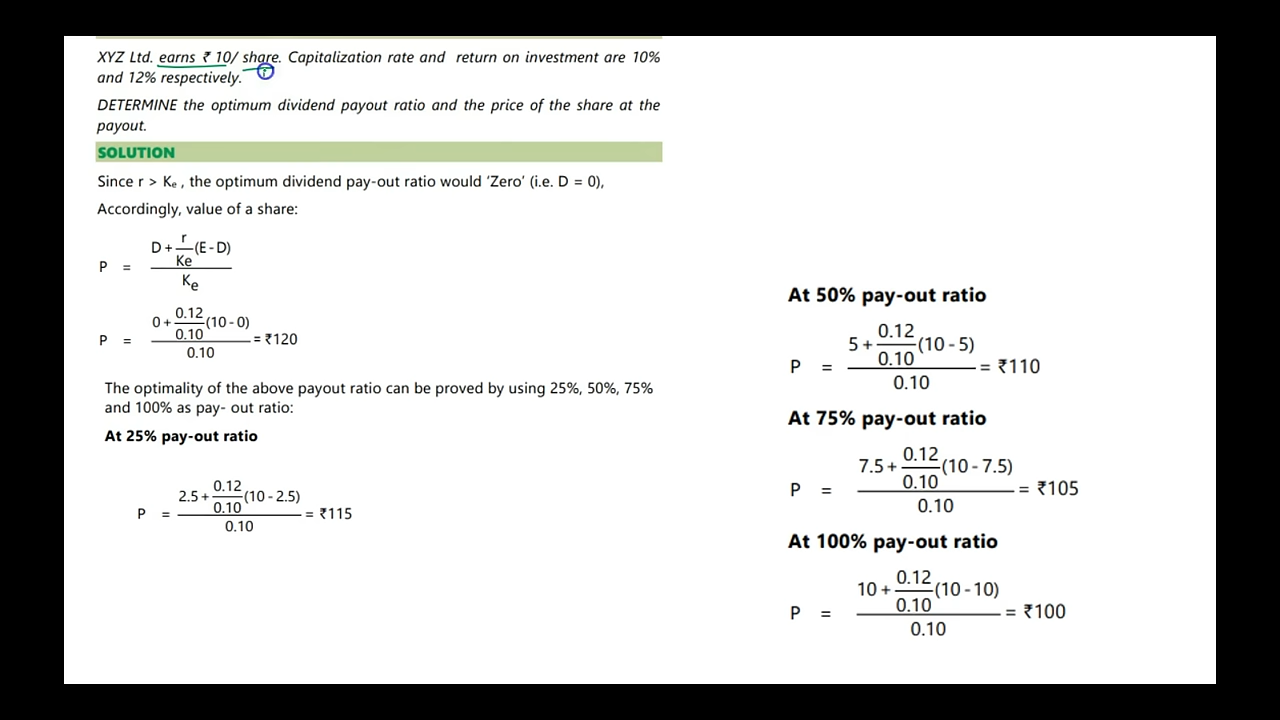 XYZ Ltd. earns ₹ 10/ share. Capitalization rate and return on investment are 10%
and 12% respectively.
DETERMINE the optimum dividend payout ratio and the price of the share at the
payout.
SOLUTION
Since r > Ke , the optimum dividend pay-out ratio would ‘Zero’ (i.e. D = 0),
Accordingly, value of a share:
P = D + r/Ke (E - D)
Ke
P = 0 + 0.12/0.10 (10 - 0) = ₹120
0.10
The optimality of the above payout ratio can be proved by using 25%, 50%, 75%
and 100% as pay- out ratio:
At 25% pay-out ratio
P = 2.5 + 0.12/0.10 (10 - 2.5) = ₹115
0.10
At 50% pay-out ratio
P = 5 + 0.12/0.10 (10 - 5) = ₹110
0.10
At 75% pay-out ratio
P = 7.5 + 0.12/0.10 (10 - 7.5) = ₹105
0.10
At 100% pay-out ratio
P = 10 + 0.12/0.10 (10 - 10) = ₹100
0.10